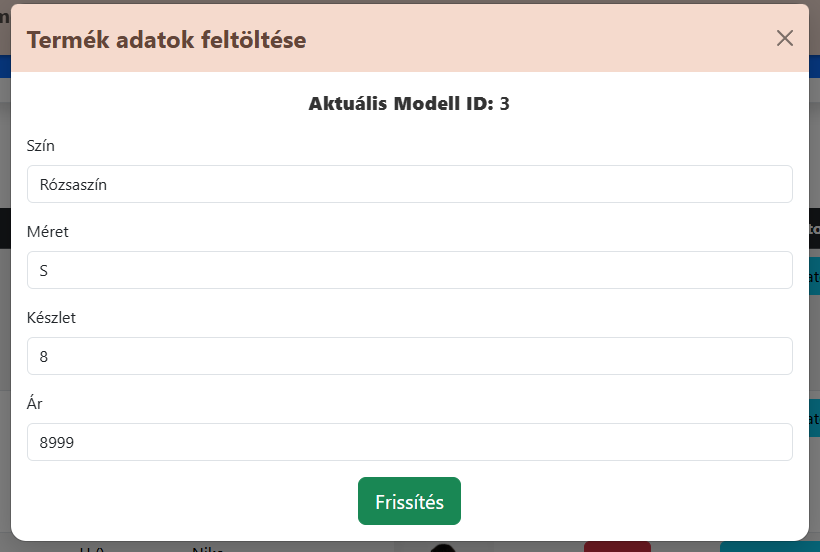 Termék adatok feltöltése
Aktuális Modell ID: 3
Szín
Rózsaszín
Méret
S
Készlet
8
Ár
8999
Frissítés